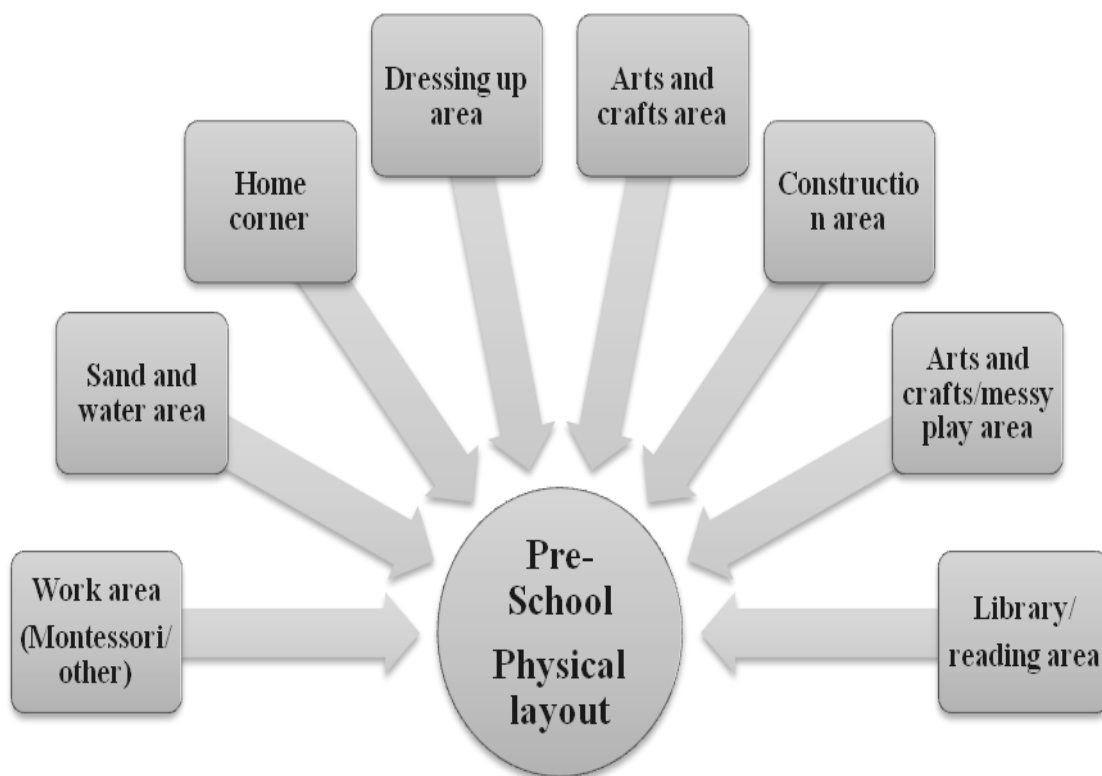 Dressing up
area
Arts and
crafts area
Home
corner
Constructio
n area
Sand and
water area
Arts and
crafts/messy
play area
Work area
(Montessori/
other)
Pre-
School
Physical
layout
Library/
reading area